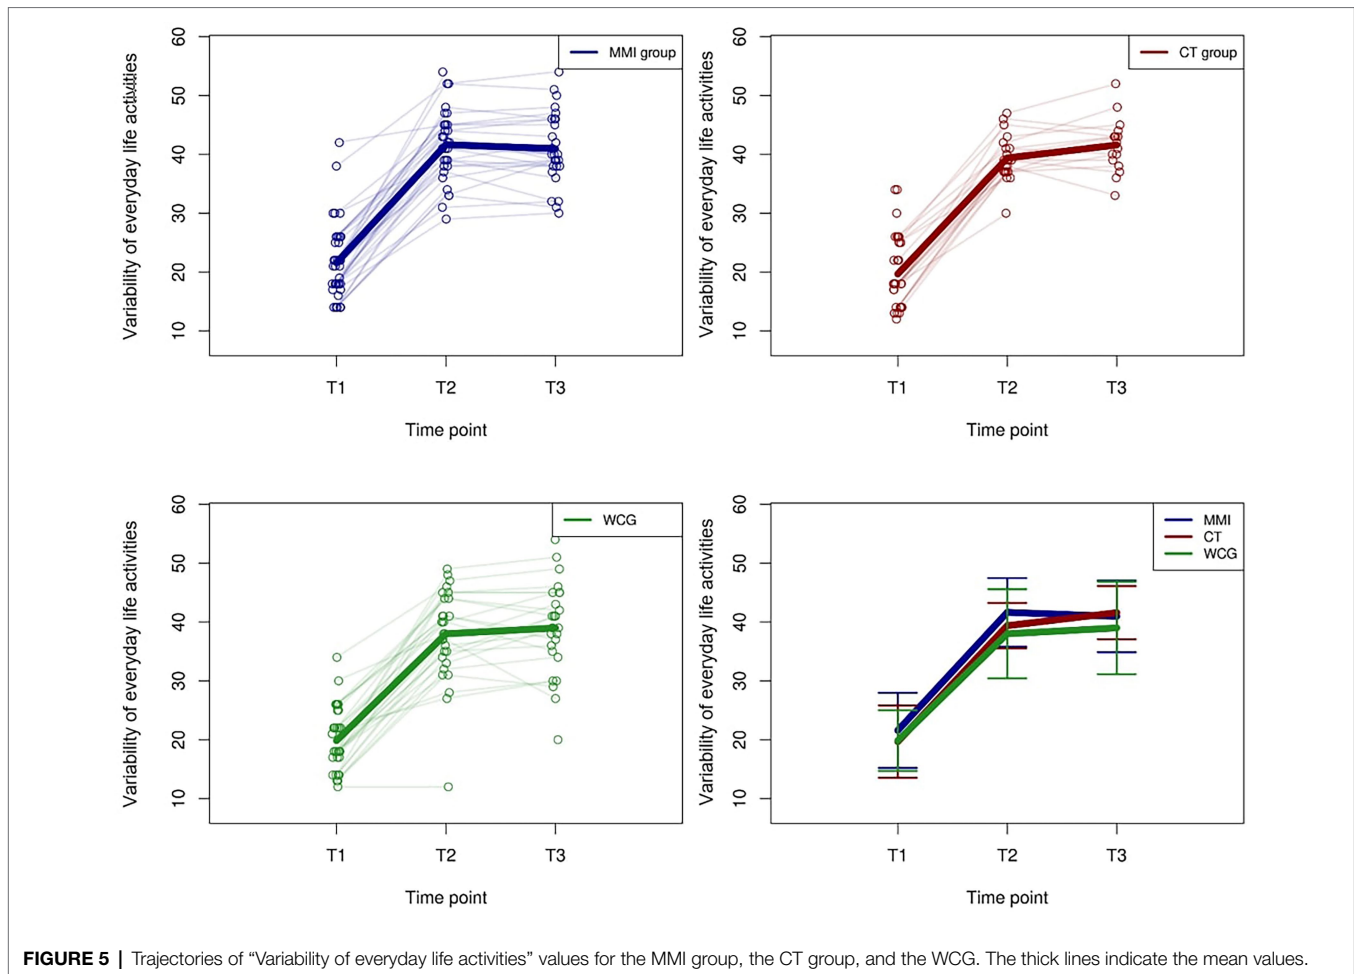 Variability of everyday life activities
60
50
40
30
20
10
MMI group
T1 T2 T3
Time point
Variability of everyday life activities
60
50
40
30
20
10
CT group
T1 T2 T3
Time point
Variability of everyday life activities
60
50
40
30
20
10
WCG
T1 T2 T3
Time point
Variability of everyday life activities
60
50
40
30
20
10
MMI
CT
WCG
T1 T2 T3
Time point
FIGURE 5 | Trajectories of “Variability of everyday life activities” values for the MMI group, the CT group, and the WCG. The thick lines indicate the mean values.